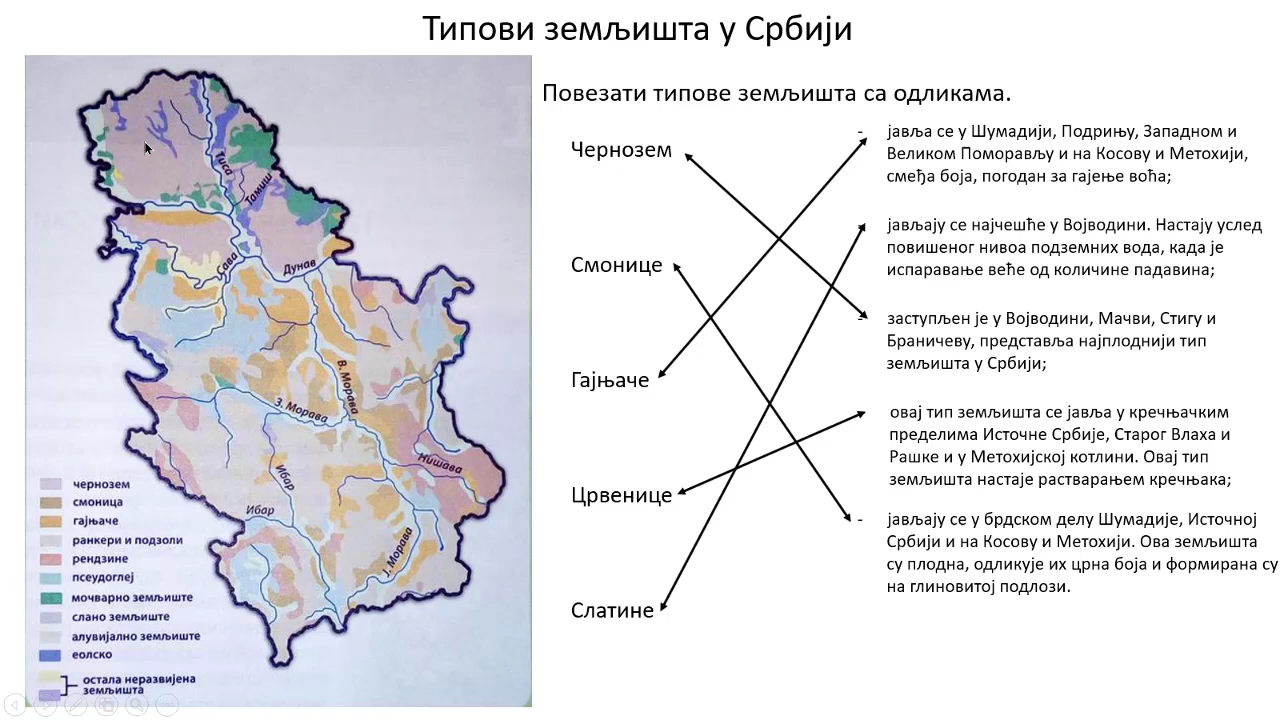 Типови земљишта у Србији
Повезати типове земљишта са одликама.
Чернозем
Смонице
Гајњаче
Црвенице
Слатине
- јавља се у Шумадији, Подрињу, Западном и
Великом Поморављу и на Косову и Метохији,
смеђа боја, погодан за гајење воћа;
- јављају се најчешће у Војводини. Настају услед
повишеног нивоа подземних вода, када је
испаравање веће од количине падавина;
- заступљен је у Војводини, Мачви, Стигу и
Браничеву, представља најплоднији тип
земљишта у Србији;
овај тип земљишта се јавља у кречњачким
пределима Источне Србије, Старог Влаха и
Рашке и у Метохијској котлини. Овај тип
земљишта настаје растварањем кречњака;
- јављају се у брдском делу Шумадије, Источној
Србији и на Косову и Метохији. Ова земљишта
су плодна, одликује их црна боја и формирана су
на глиновитој подлози.
Тиса
Тамиш
Сава
Дунав
В. Морава
З. Морава
Нишава
Ибар
Ибар
Ј. Морава
чернозем
смоница
гајњаче
ранкери и подзоли
рендзине
псеудоглеј
мочварно земљиште
слано земљиште
алувијално земљиште
еолско
остала неразвијена
земљишта